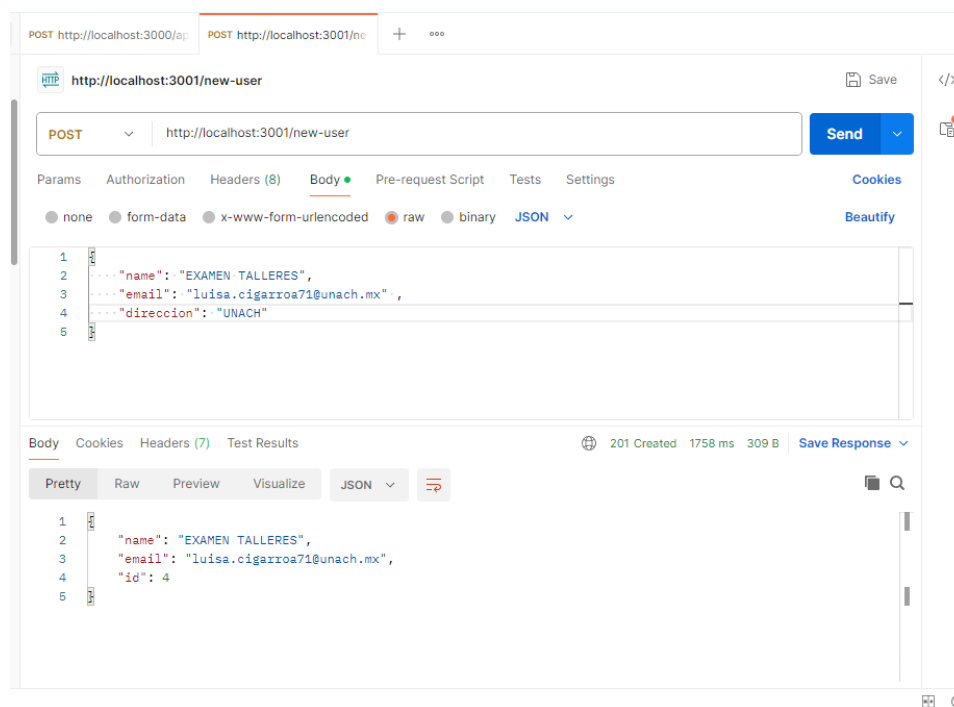 POST http://localhost:3000/ap POST http://localhost:3001/ne + ooo
HTTP http://localhost:3001/new-user Save </>
POST http://localhost:3001/new-user Send
Params Authorization Headers (8) Body Pre-request Script Tests Settings Cookies
none form-data x-www-form-urlencoded raw binary JSON Beautify
1 {
2 ····"name":·"EXAMEN·TALLERES",
3 ····"email":·"luisa.cigarroa71@unach.mx"·,
4 ····"direccion":·"UNACH"
5 }
Body Cookies Headers (7) Test Results 201 Created 1758 ms 309 B Save Response
Pretty Raw Preview Visualize JSON
1 {
2 "name": "EXAMEN TALLERES",
3 "email": "luisa.cigarroa71@unach.mx",
4 "id": 4
5 }